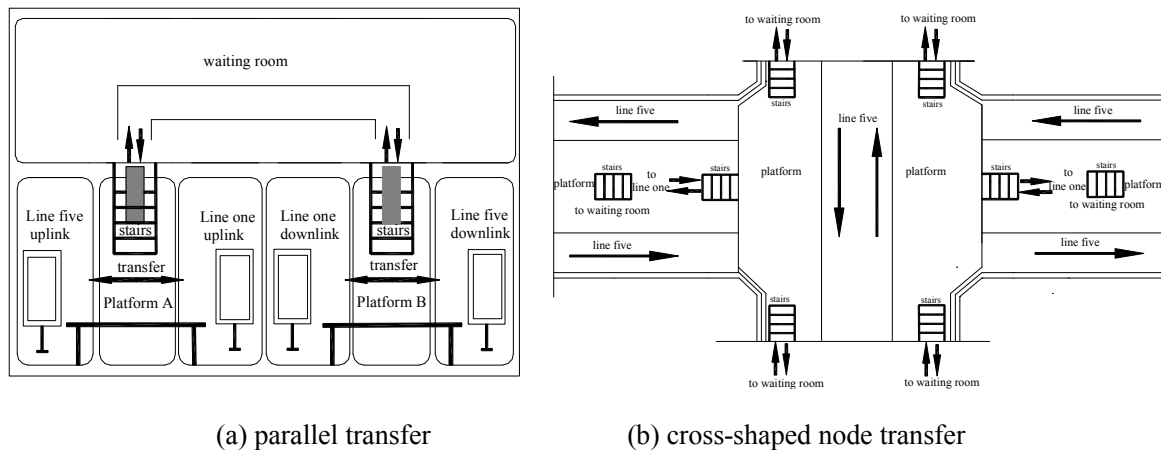 waiting room
Line five
uplink
stairs
Line one
uplink
Line one
downlink
stairs
Line five
downlink
transfer
transfer
Platform A
Platform B
(a) parallel transfer
to waiting room
to waiting room
stairs
stairs
line five
line five
line five
platform
stairs
to
line one
to waiting room
stairs
platform
platform
stairs
to
line one
to waiting room
stairs
platform
line five
line five
stairs
stairs
to waiting room
to waiting room
(b) cross-shaped node transfer